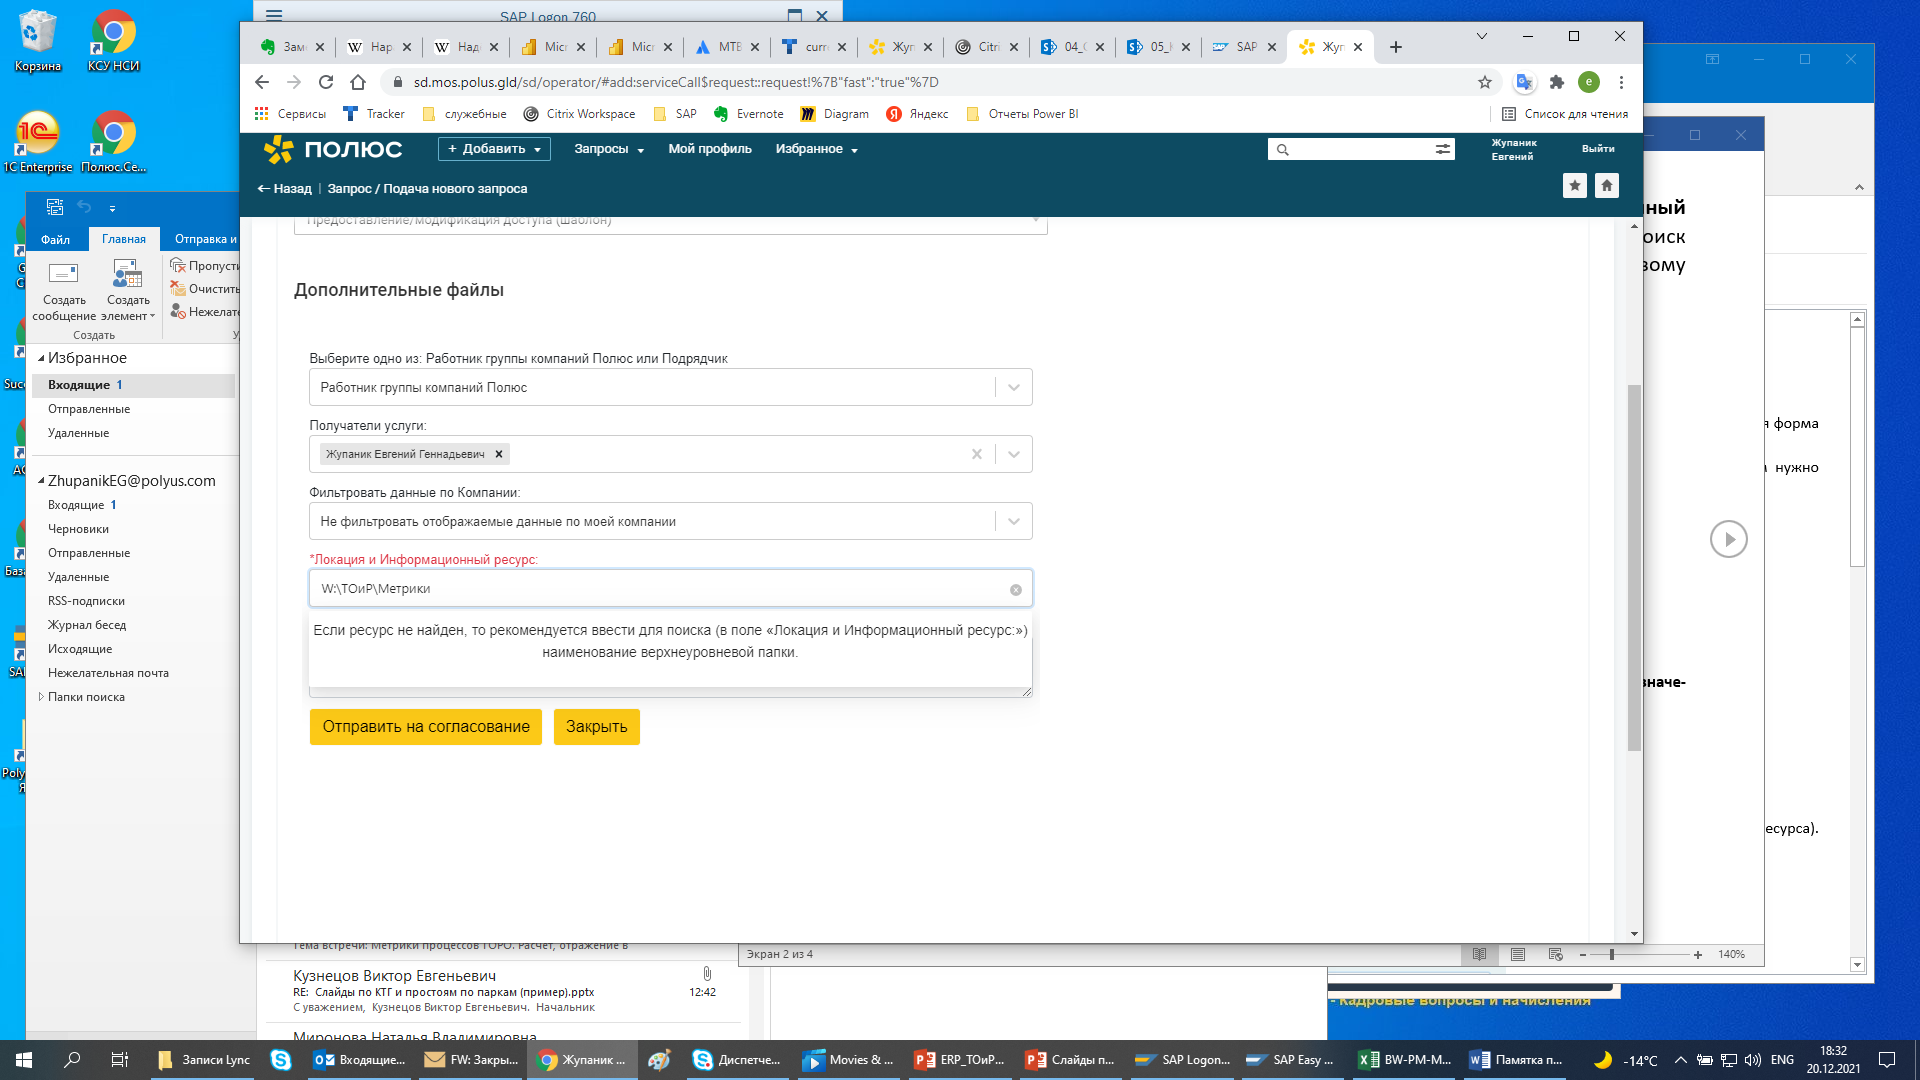 SAP Logon 760
Корзина
КСУ НСИ
1C Enterprise
Полюс.Се...
Зам
Нар
Над
Micr
Micr
МТВ
curr
Жуп
Citri
04_С
SAP
Жуп
sd.mos.polus.gld/sd/operator/#add:serviceCall$request::request!%7B"fast":"true"%7D
e
Сервисы
Tracker
служебные
Citrix Workspace
SAP
Evernote
Diagram
Яндекс
Отчеты Power BI
Список для чтения
ПОЛЮС
+ Добавить
Запросы
Мой профиль
Избранное
Жупаник
Евгений
Выйти
Назад | Запрос / Подача нового запроса
Предоставление/модификация доступа (шаблон)
Дополнительные файлы
Выберите одно из: Работник группы компаний Полюс или Подрядчик
Работник группы компаний Полюс
Получатели услуги:
Жупаник Евгений Геннадьевич
Фильтровать данные по Компании:
Не фильтровать отображаемые данные по моей компании
*Локация и Информационный ресурс:
W:\ТОиР\Метрики
Если ресурс не найден, то рекомендуется ввести для поиска (в поле «Локация и Информационный ресурс:»)
наименование верхнеуровневой папки.
Отправить на согласование
Закрыть
Файл
Главная
Отправка и
Создать
сообщение
Создать
элемент
Пропусти
Очистить
Нежелате
Создать
Избранное
Входящие 1
Отправленные
Удаленные
ZhupanikEG@polyus.com
Входящие 1
Черновики
Отправленные
Удаленные
RSS-подписки
Журнал бесед
Исходящие
Нежелательная почта
Папки поиска
ный
оиск
вому
я форма
нужно
значе-
есурса).
Экран 2 из 4
140%
Тема встречи: Метрики процессов ТОРО. Расчет, отражение в
Кузнецов Виктор Евгеньевич
RE: Слайды по КТГ и простоям по паркам (пример).pptx
12:42
С уважением, Кузнецов Виктор Евгеньевич. Начальник
Миронова Наталья Владимировна
- Кадровые вопросы и начисления
Записи Lync
Входящие...
FW: Закры...
Жупаник ...
Диспетче...
Movies & ...
ERP_ТОиР...
Слайды п...
SAP Logon...
SAP Easy ...
BW-PM-M...
Памятка п...
-14°C
ENG
18:32
20.12.2021